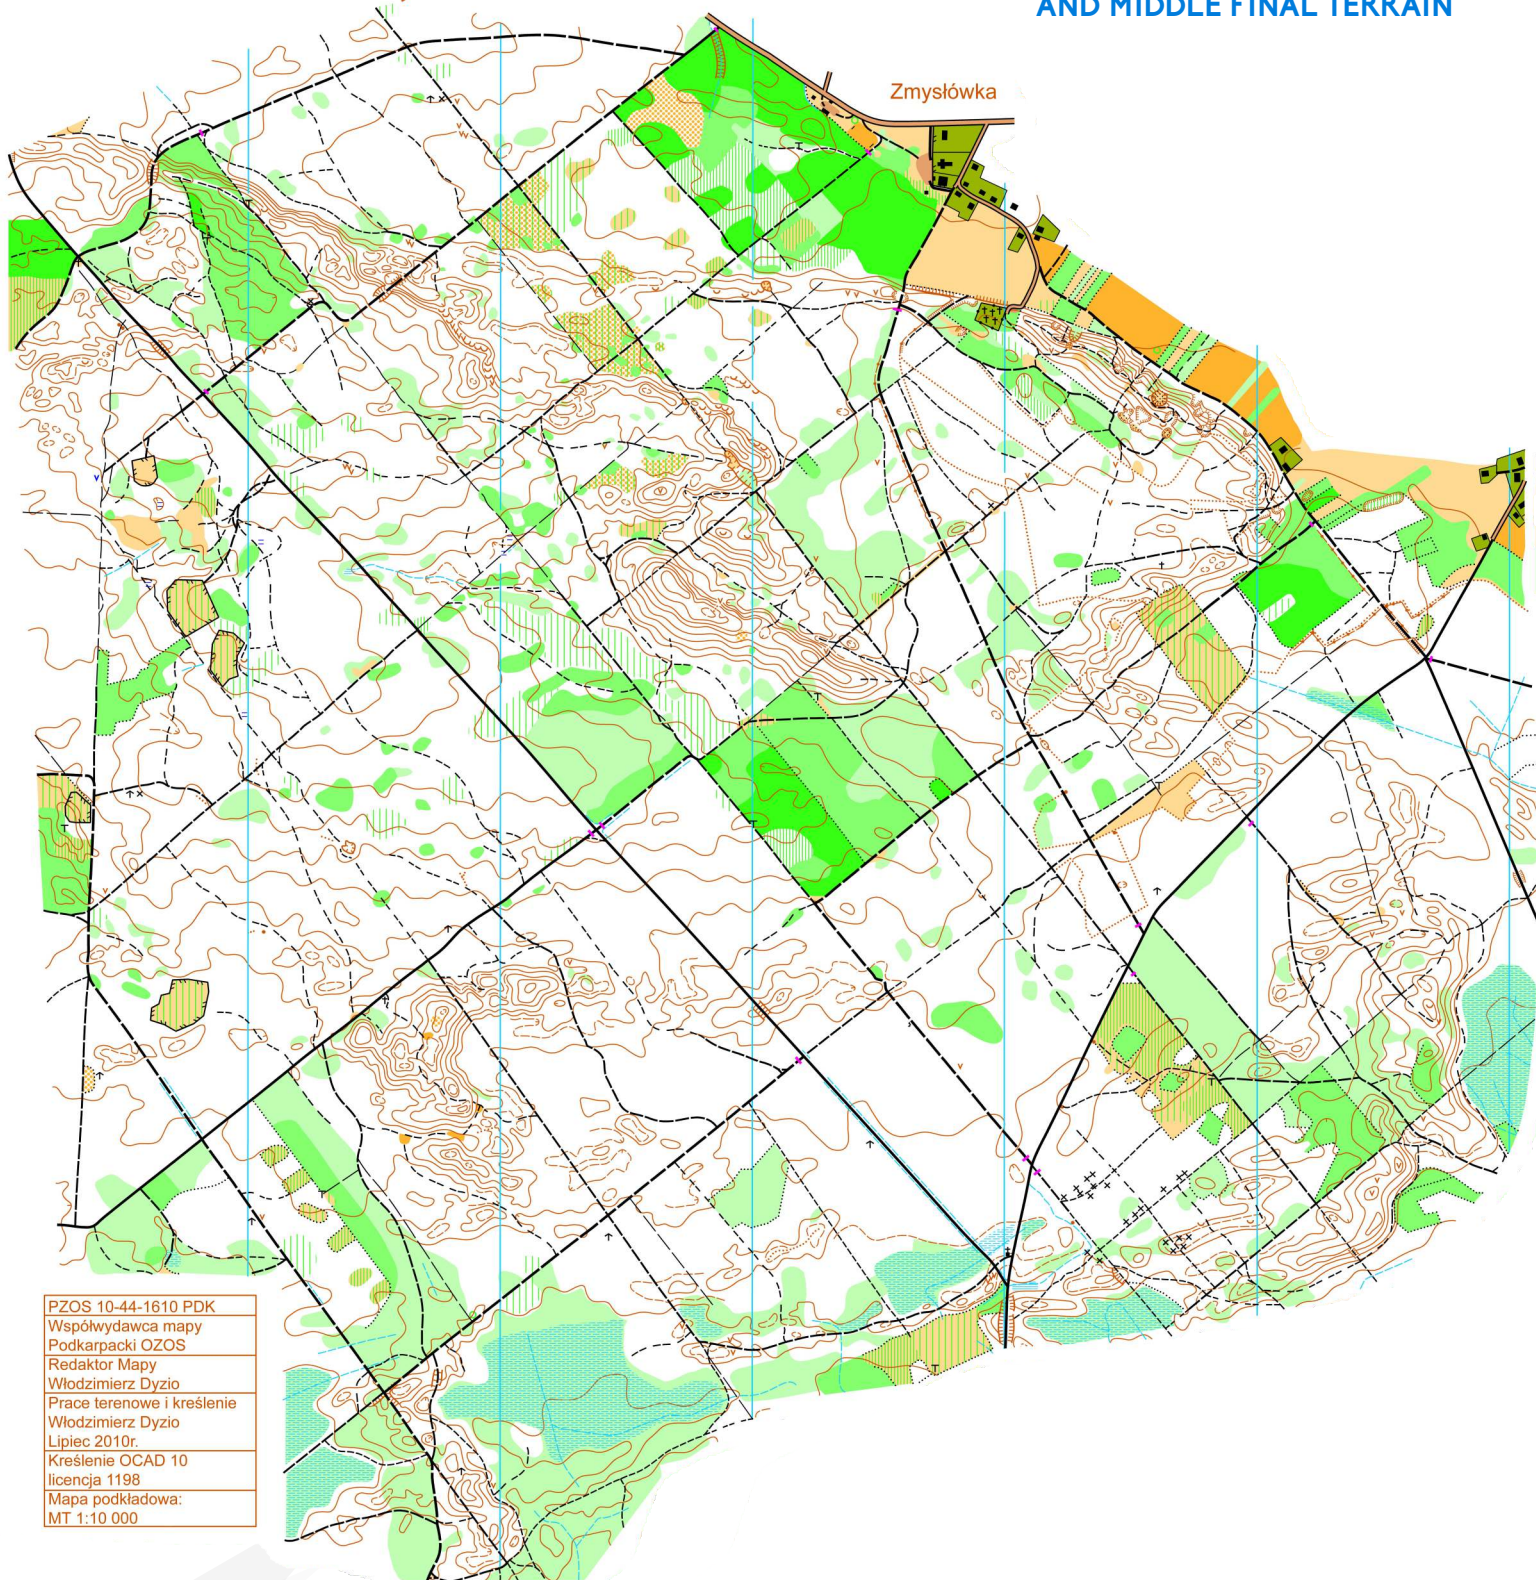 AND MIDDLE FINAL TERRAIN
Zmysłówka
PZOS 10-44-1610 PDK
Współwydawca mapy
Podkarpacki OZOS
Redaktor Mapy
Włodzimierz Dyzio
Prace terenowe i kreślenie
Włodzimierz Dyzio
Lipiec 2010r.
Kreślenie OCAD 10
licencja 1198
Mapa podkładowa:
MT 1:10 000